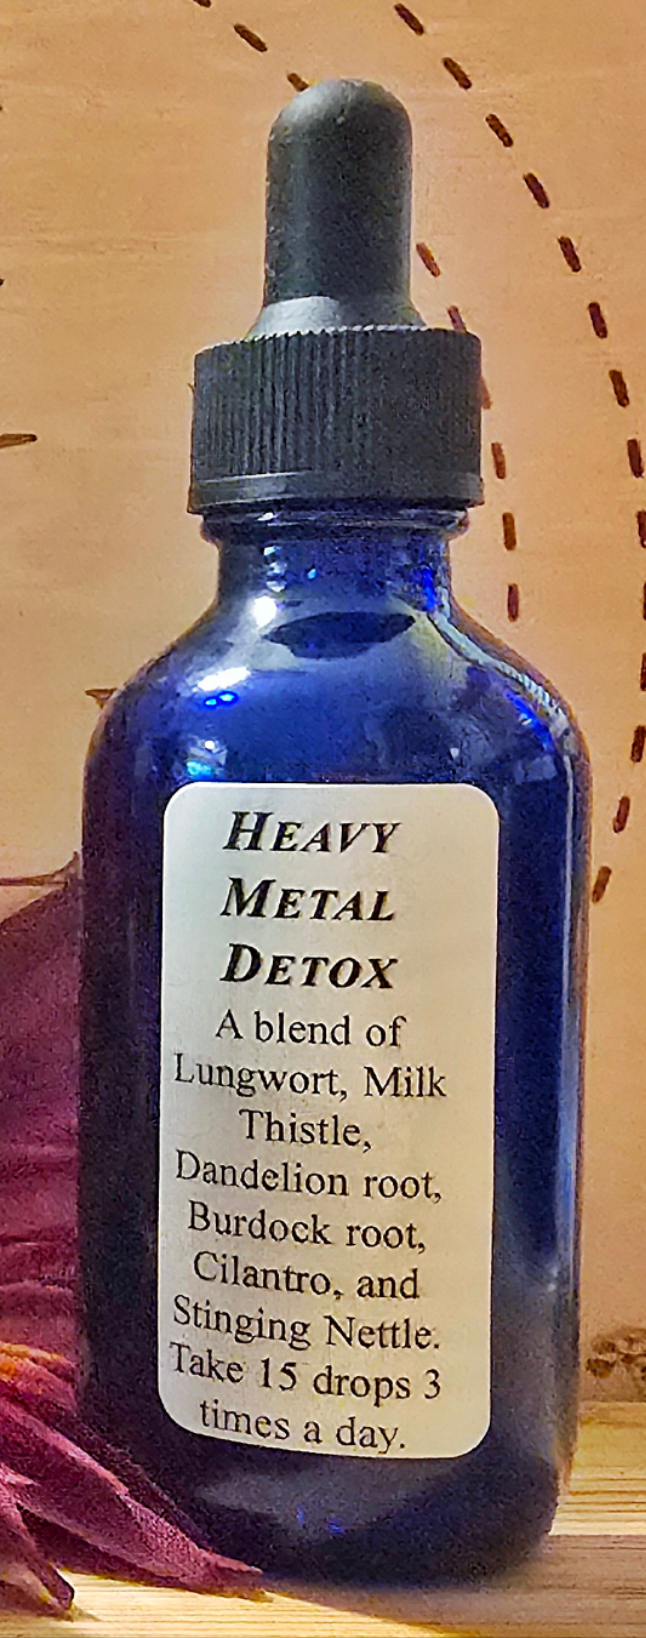 HEAVY
METAL
DETOX
A blend of
Lungwort, Milk
Thistle,
Dandelion root,
Burdock root,
Cilantro, and
Stinging Nettle.
Take 15 drops 3
times a day.